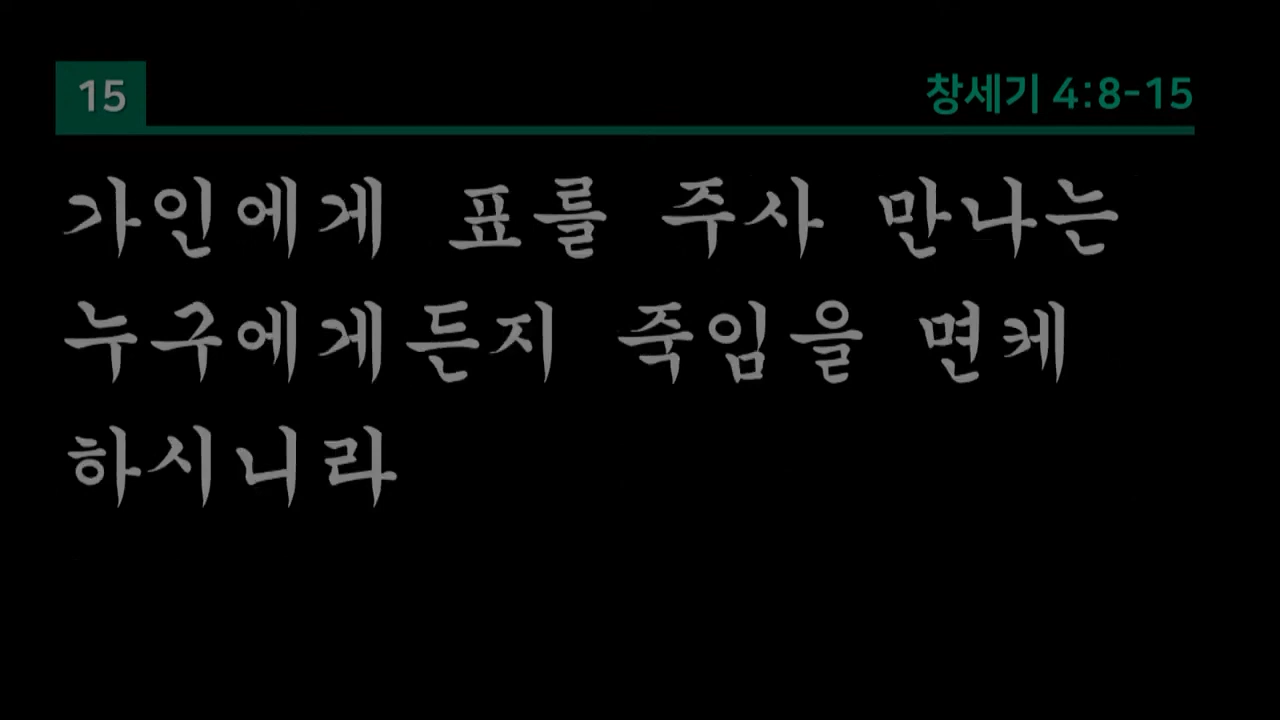 15
창세기 4:8-15
가인에게 표를 주사 만나는
누구에게든지 죽임을 면케
하시니라